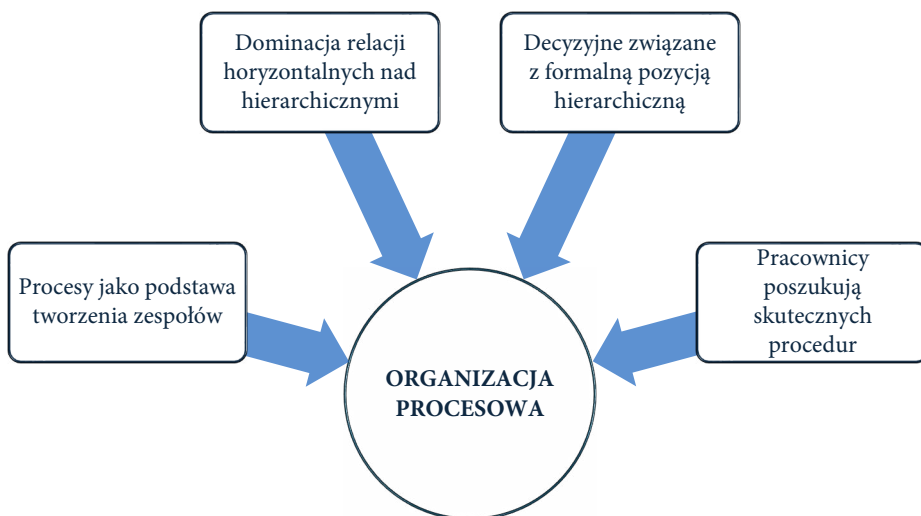 Dominacja relacji
horyzontalnych nad
hierarchicznymi
Decyzyjne związane
z formalną pozycją
hierarchiczną
Procesy jako podstawa
tworzenia zespołów
Pracownicy
poszukują
skutecznych
procedur
ORGANIZACJA
PROCESOWA